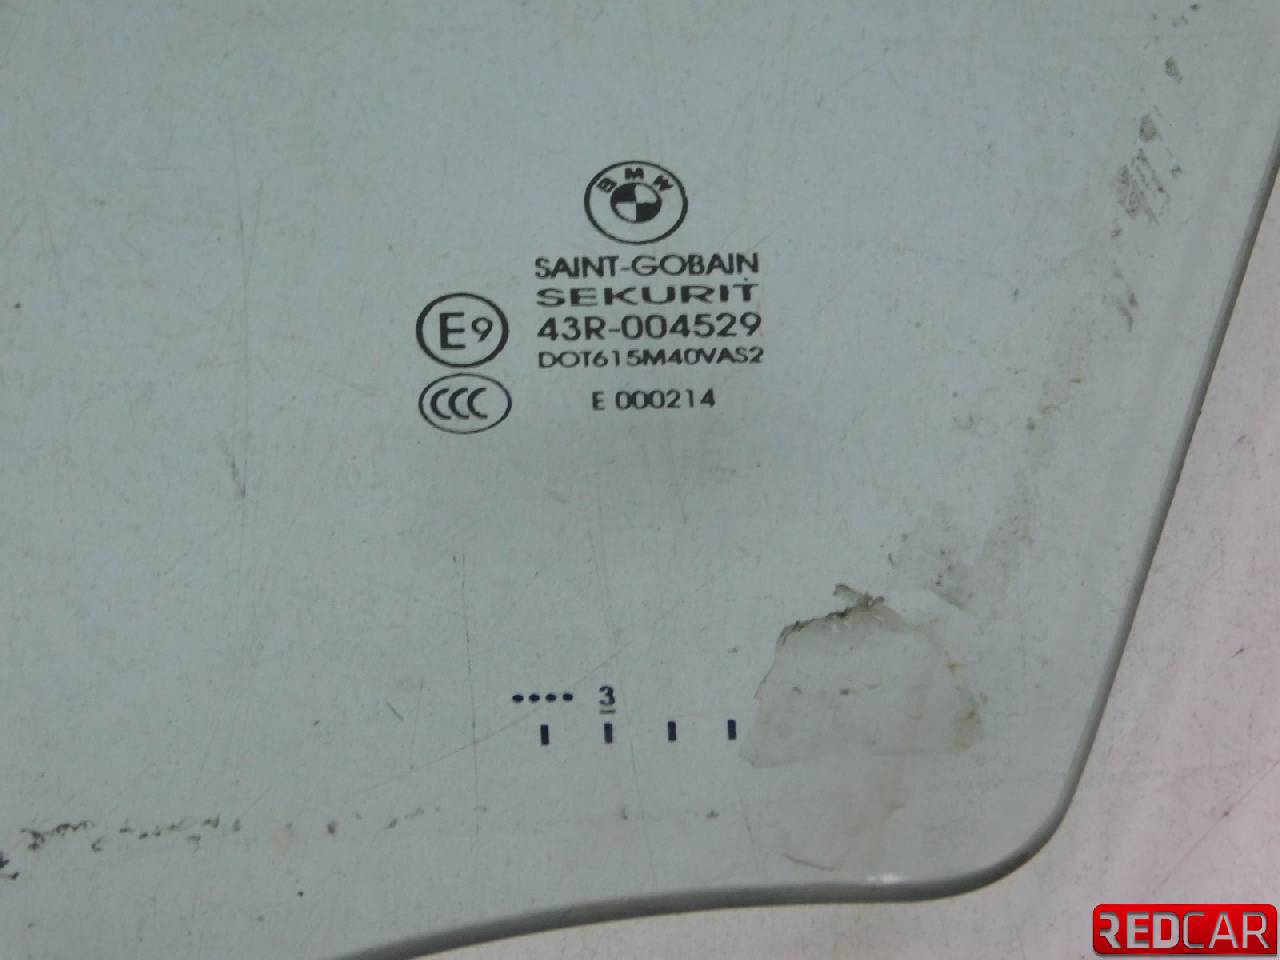 BMW
SAINT-GOBAIN
SEKURIT
E9
43R-004529
DOT615M40VAS2
CCC
E 000214
•••• 3
REDCAR